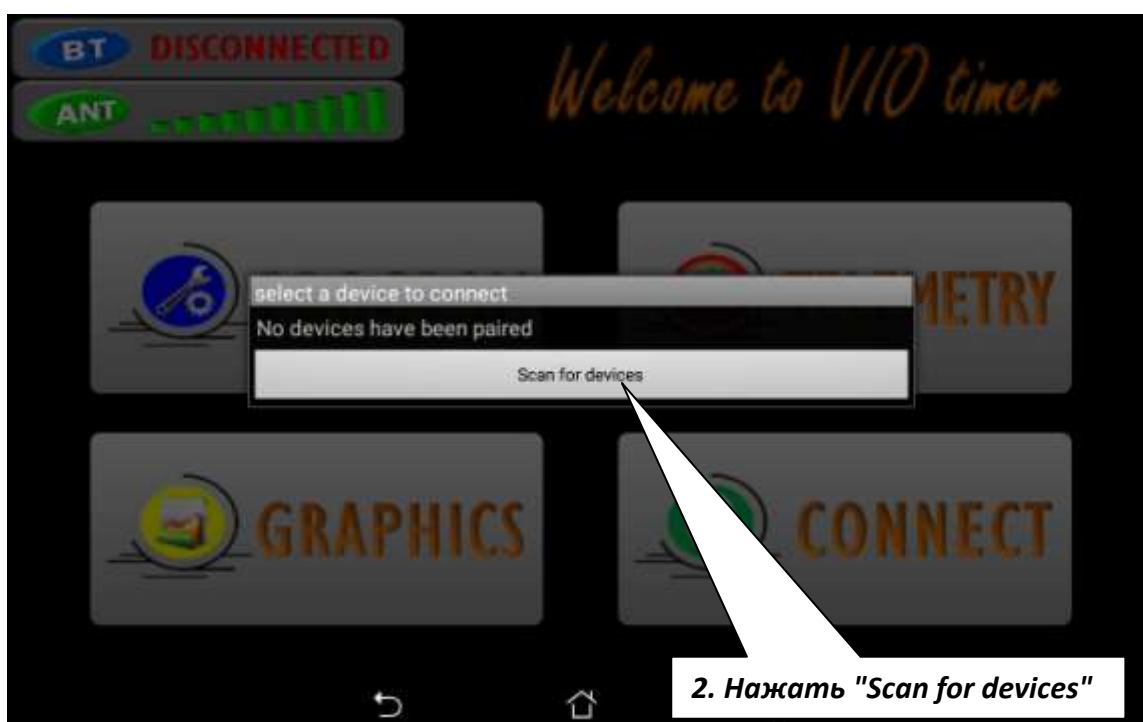 BT DISCONNECTED
ANT
Welcome to VIO timer
METRY
select a device to connect
No devices have been paired
Scan for devices
GRAPHICS
CONNECT
2. Нажать "Scan for devices"